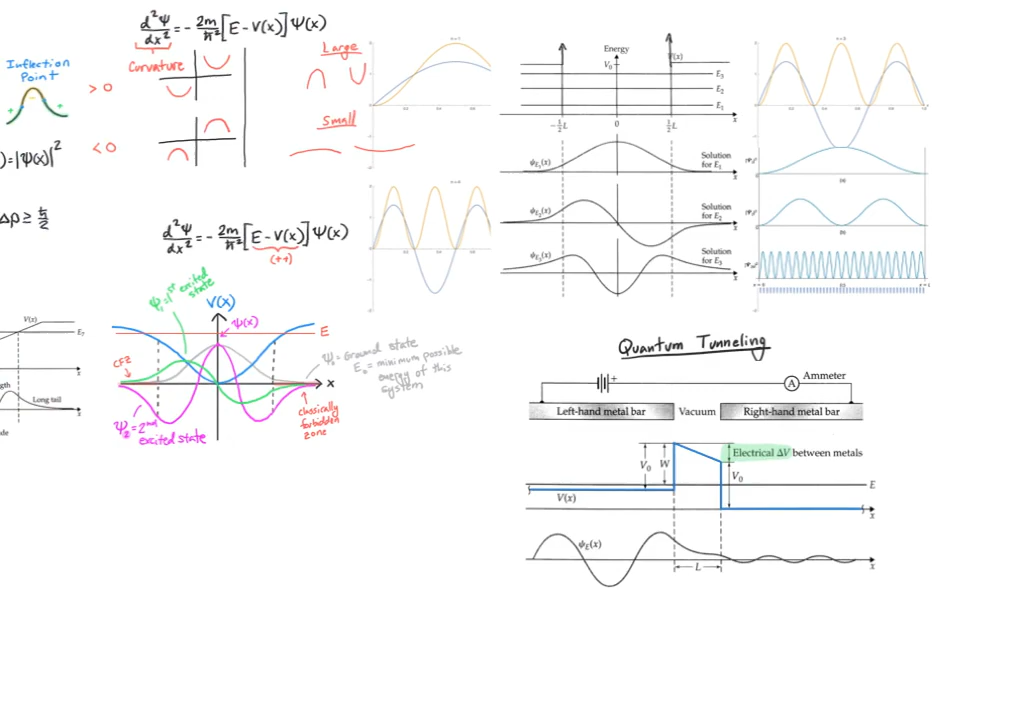 d²Ψ/dx² = - 2m/ħ² [E - V(x)] Ψ(x)
Curvature
Inflection
Point
> 0
< 0
+
-
+
Large
Small
) = |Ψ(x)|²
Δp ≥ ħ/2
d²Ψ/dx² = - 2m/ħ² [E - V(x)] Ψ(x)
(++)
Ψ₁ = 1st excited
state
V(x)
Ψ(x)
E
CFZ
x
Ψ₀ = Ground state
E₀ = minimum possible
energy of this
system
Ψ₂ = 2nd
excited state
classically
forbidden
zone
V(x)
x
Long tail
x
Energy
V₀
V(x)
E₃
E₂
E₁
-½L
0
½L
x
ψE₁(x)
Solution
for E₁
x
ψE₂(x)
Solution
for E₂
x
ψE₃(x)
Solution
for E₃
x
Quantum Tunneling
+
A
Ammeter
Left-hand metal bar
Vacuum
Right-hand metal bar
V₀
W
Electrical ΔV between metals
V₀
E
V(x)
x
ψE(x)
L
x